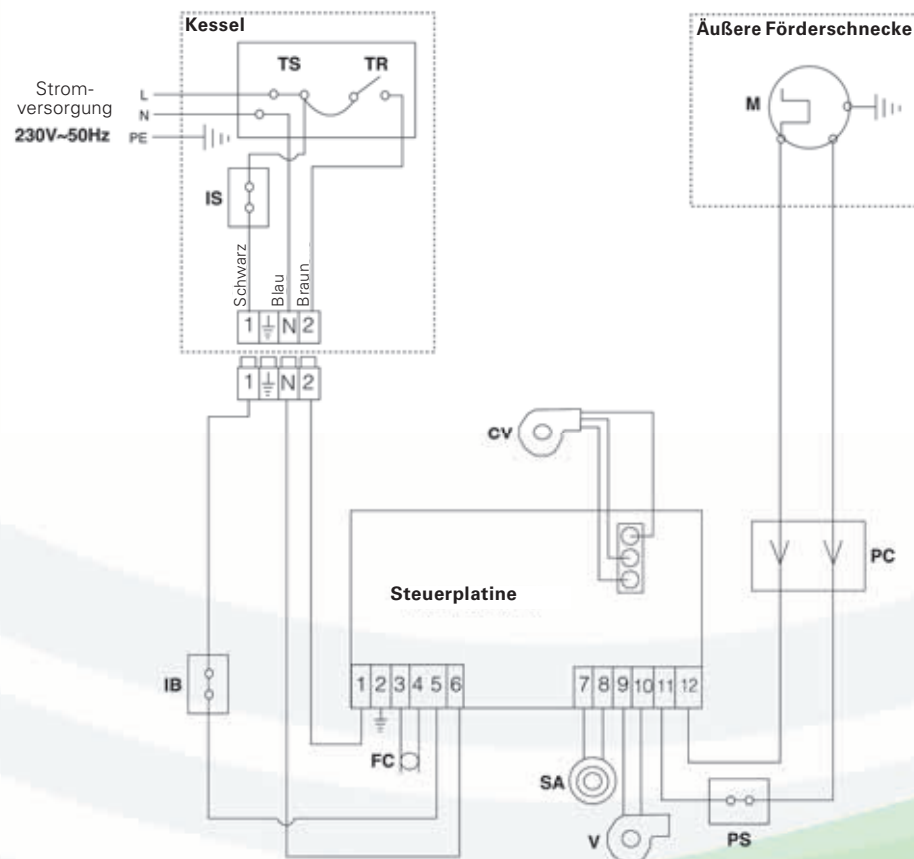 Kessel
Äußere Förderschnecke
TS TR
Strom-
versorgung
230V~50Hz
L
N
PE
M
IS
Schwarz
Blau
Braun
1 N 2
1 N 2
CV
PC
Steuerplatine
IB
1 2 3 4 5 6
7 8 9 10 11 12
FC
SA
V
PS